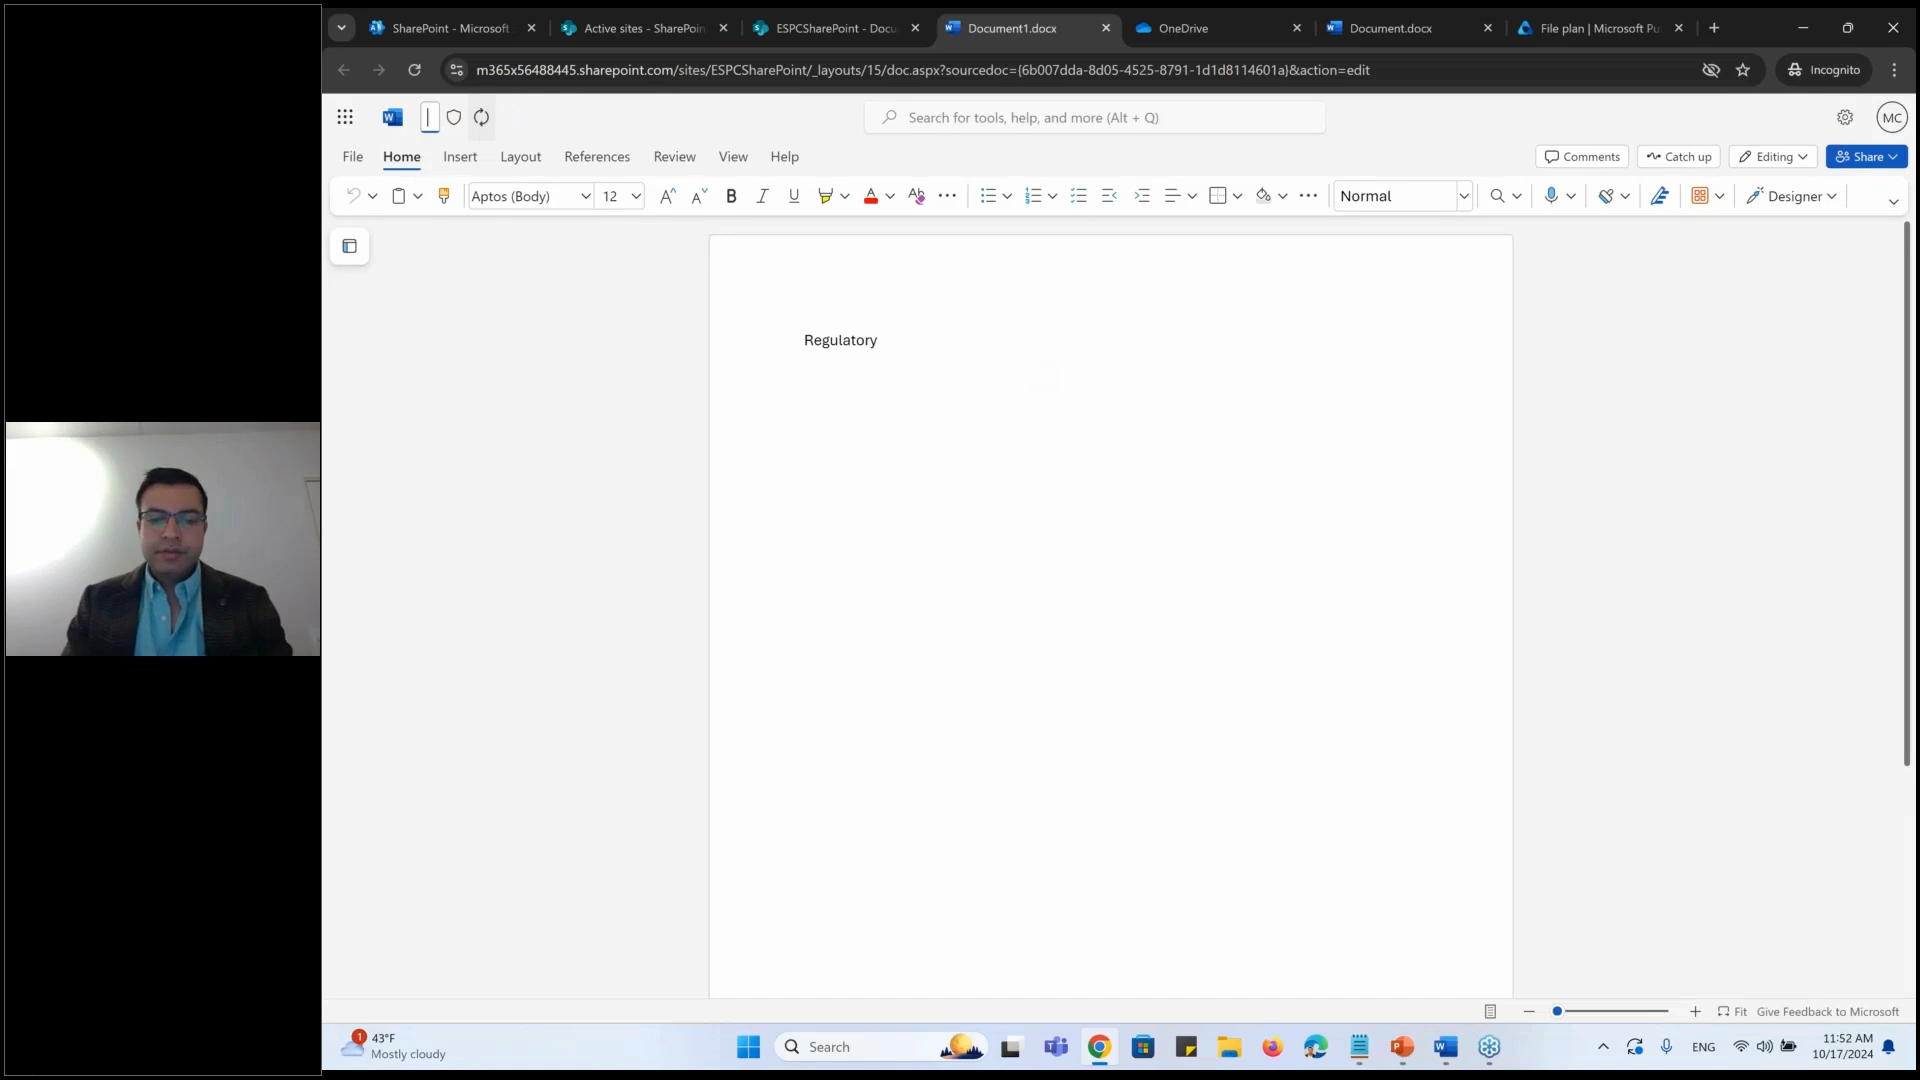 SharePoint - Microsoft
Active sites - SharePoin
ESPCSharePoint - Docu
Document1.docx
OneDrive
Document.docx
File plan | Microsoft Pu
m365x56488445.sharepoint.com/sites/ESPCSharePoint/_layouts/15/doc.aspx?sourcedoc={6b007dda-8d05-4525-8791-1d1d8114601a}&action=edit
Incognito
Search for tools, help, and more (Alt + Q)
MC
File Home Insert Layout References Review View Help
Comments Catch up Editing Share
Aptos (Body) 12 Normal Designer
Regulatory
Fit Give Feedback to Microsoft
1
43°F
Mostly cloudy
Search
ENG
11:52 AM
10/17/2024